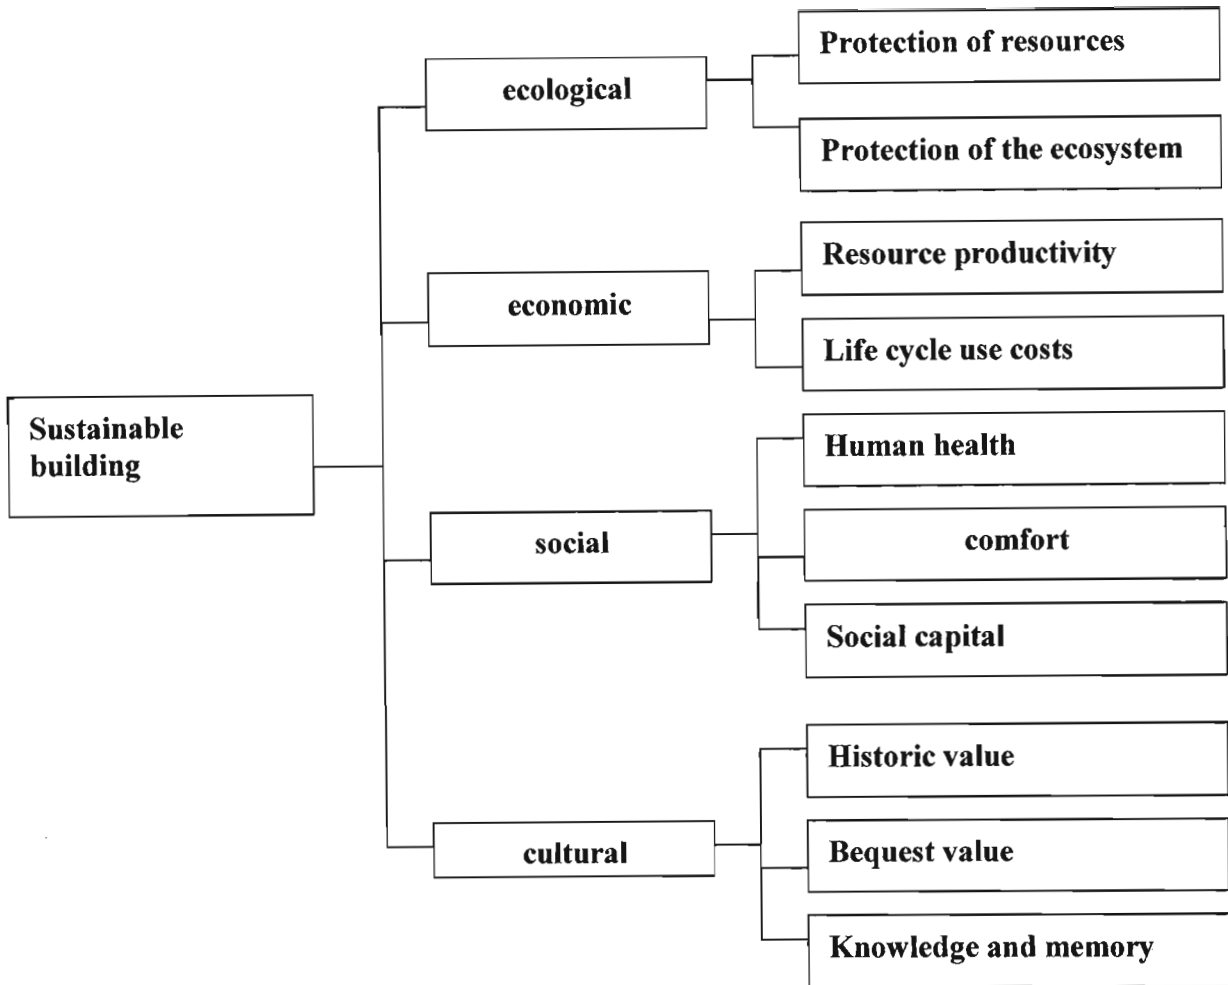 Protection of resources
ecological
Protection of the ecosystem
Resource productivity
economic
Life cycle use costs
Sustainable
building
Human health
social
comfort
Social capital
Historic value
cultural
Bequest value
Knowledge and memory